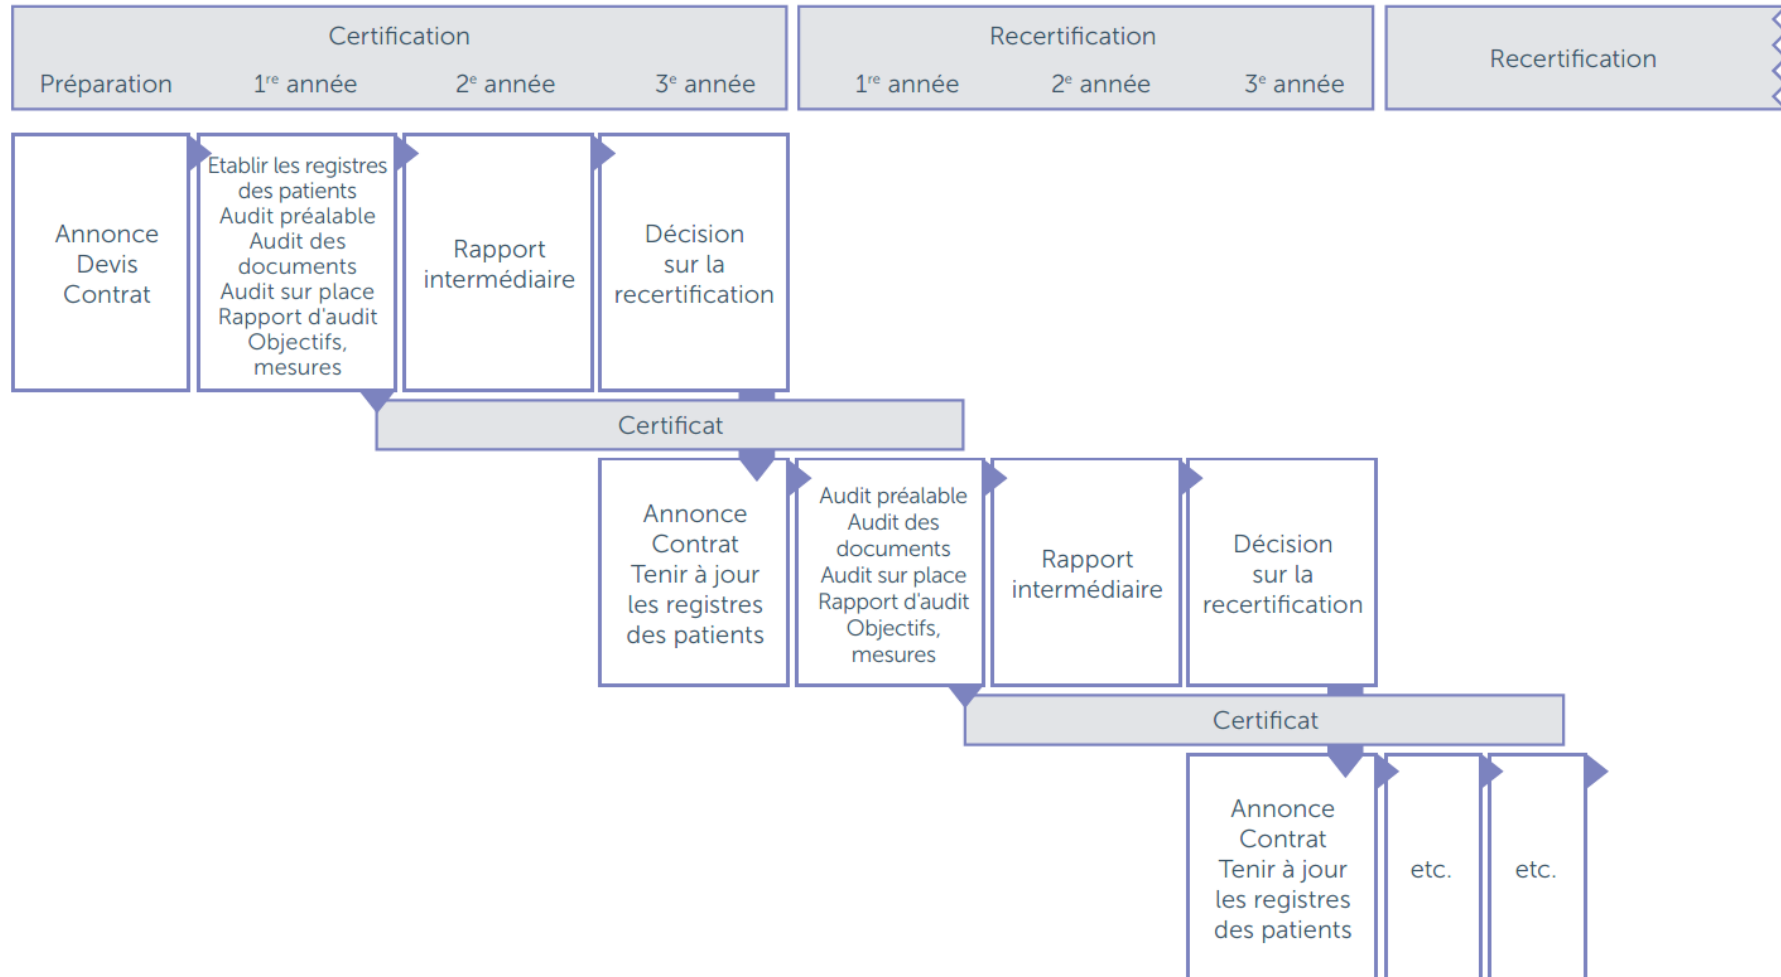 Certification
Préparation
1re année
2e année
3e année
Recertification
1re année
2e année
3e année
Recertification
Annonce
Devis
Contrat
Etablir les registres
des patients
Audit préalable
Audit des
documents
Audit sur place
Rapport d'audit
Objectifs,
mesures
Rapport
intermédiaire
Décision
sur la
recertification
Certificat
Annonce
Contrat
Tenir à jour
les registres
des patients
Audit préalable
Audit des
documents
Audit sur place
Rapport d'audit
Objectifs,
mesures
Rapport
intermédiaire
Décision
sur la
recertification
Certificat
Annonce
Contrat
Tenir à jour
les registres
des patients
etc.
etc.